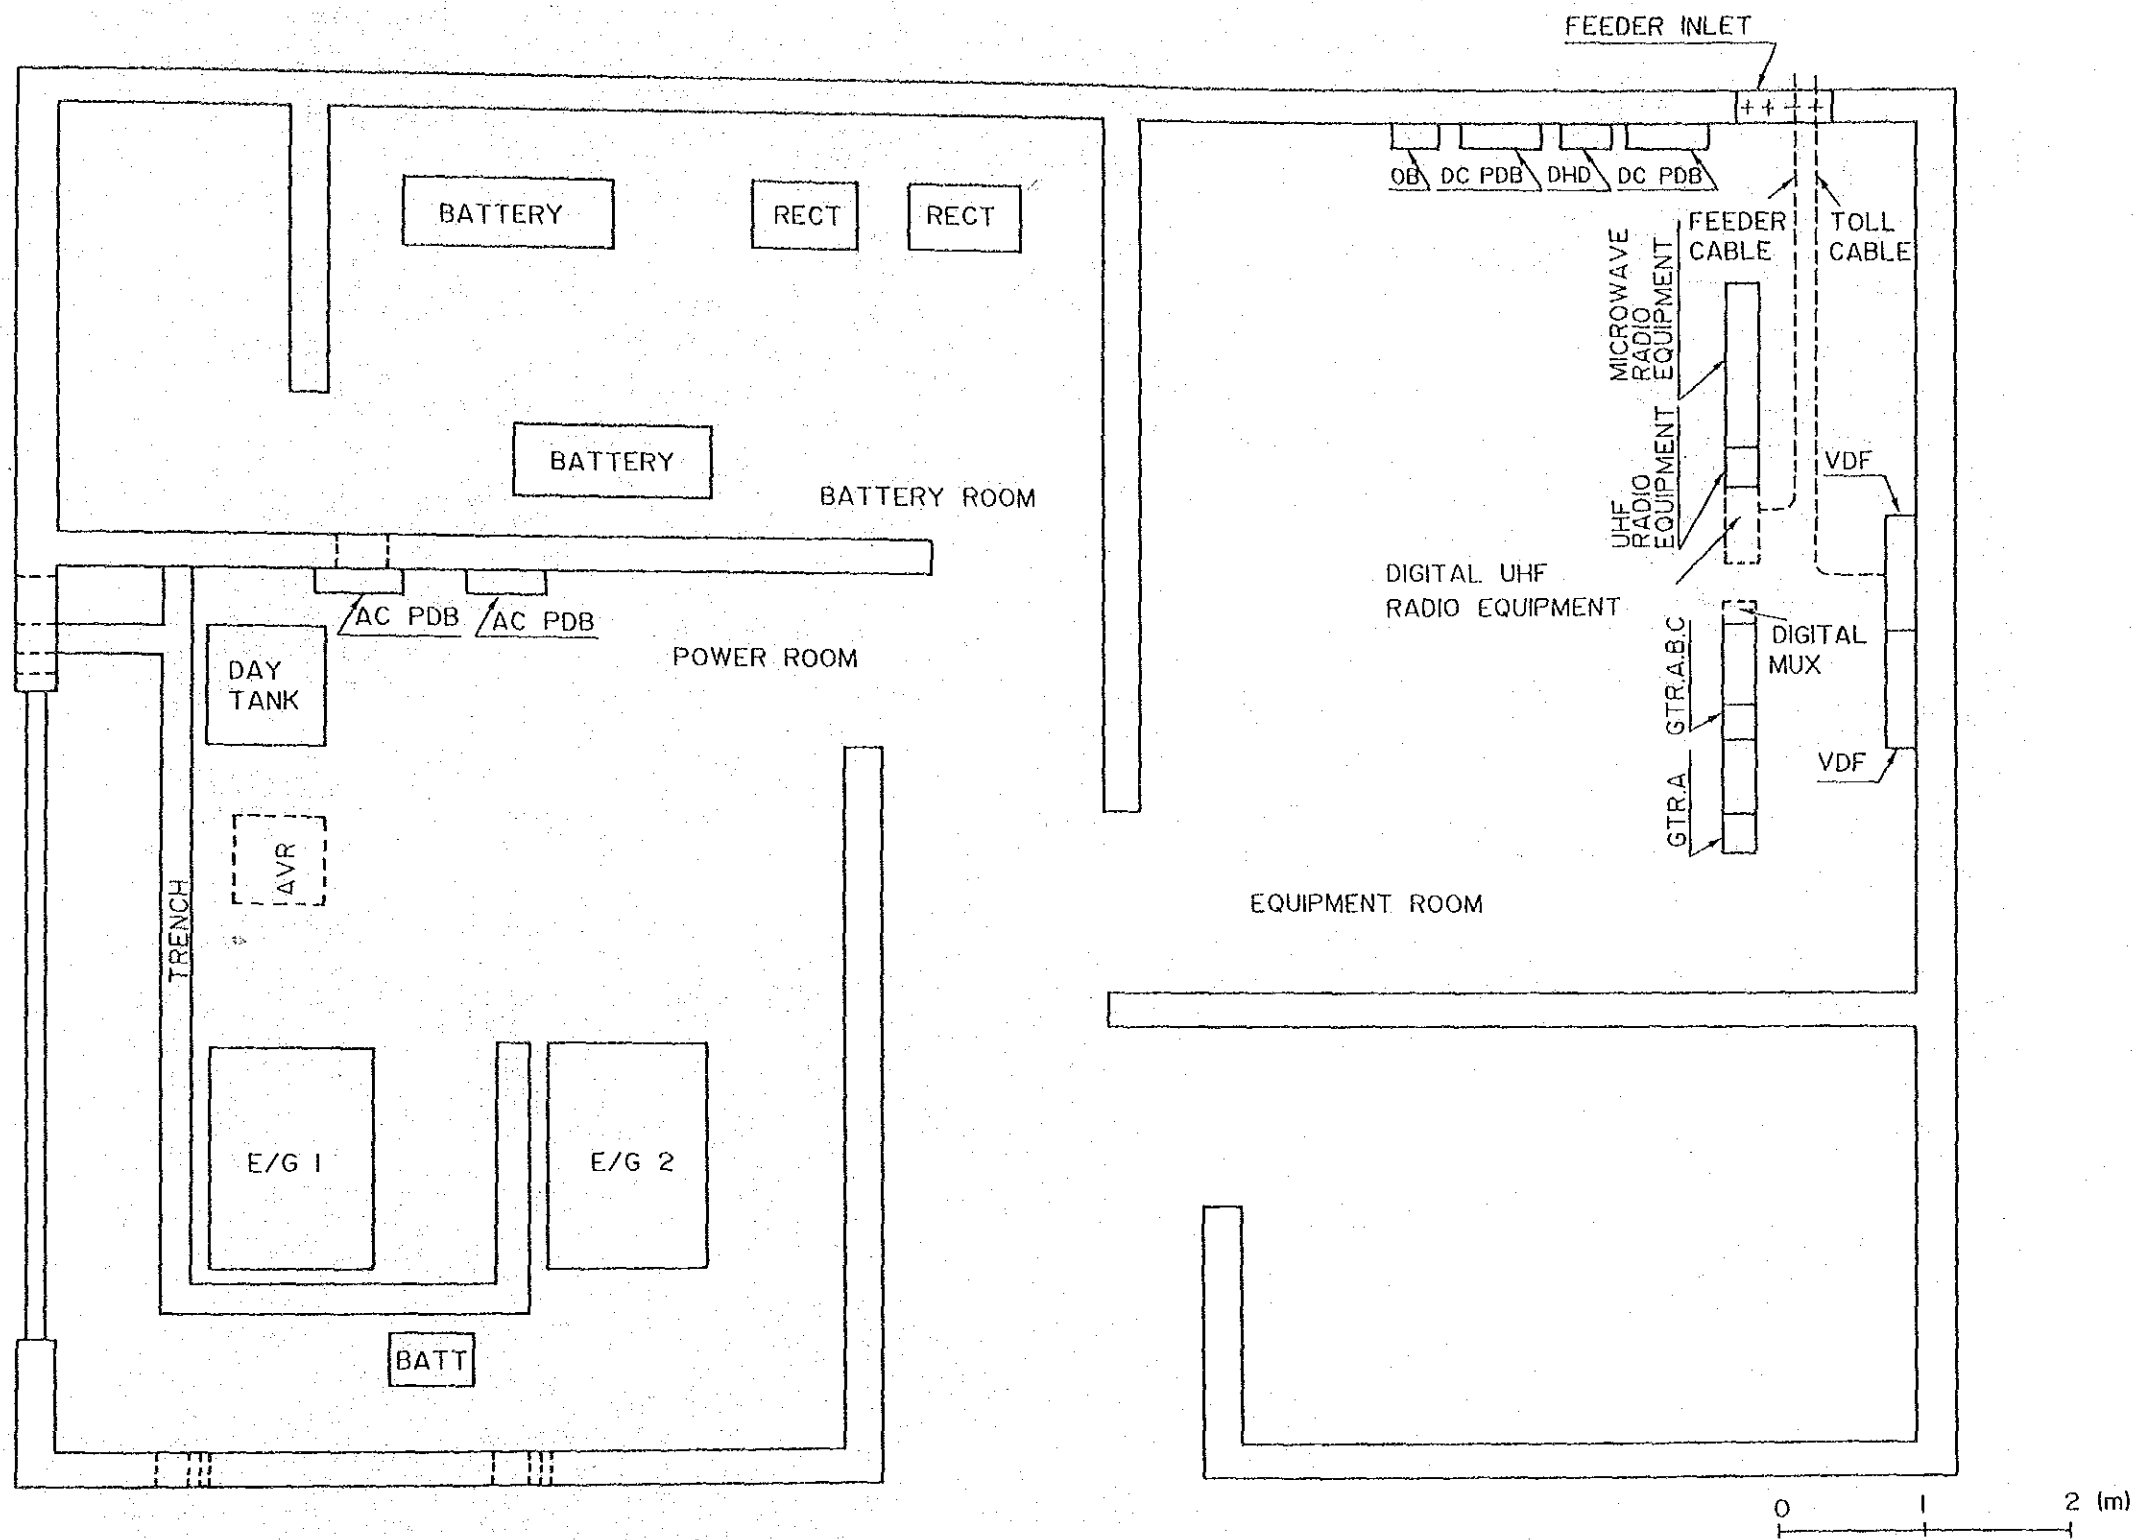 FEEDER INLET
OB
DC PDB
DHD
DC PDB
BATTERY
RECT
RECT
FEEDER
CABLE
TOLL
CABLE
MICROWAVE
RADIO
EQUIPMENT
BATTERY
BATTERY ROOM
UHF
RADIO
EQUIPMENT
VDF
DIGITAL UHF
RADIO EQUIPMENT
AC PDB
AC PDB
POWER ROOM
DAY
TANK
GTR.A.B.C
DIGITAL
MUX
VDF
GTR.A
AVR
TRENCH
EQUIPMENT ROOM
E/G 1
E/G 2
BATT
0 1 2 (m)